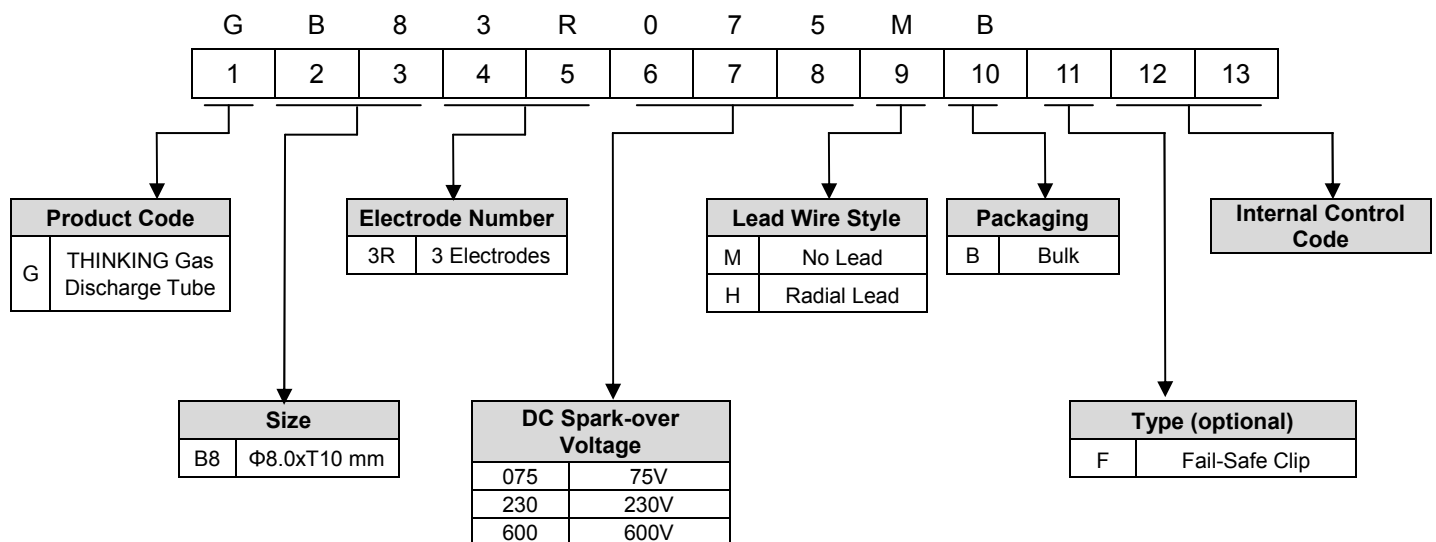 G B 8 3 R 0 7 5 M B
1 2 3 4 5 6 7 8 9 10 11 12 13
Product Code
G THINKING Gas
Discharge Tube
Electrode Number
3R 3 Electrodes
Lead Wire Style
M No Lead
H Radial Lead
Packaging
B Bulk
Internal Control
Code
Size
B8 Φ8.0xT10 mm
DC Spark-over
Voltage
075 75V
230 230V
600 600V
Type (optional)
F Fail-Safe Clip